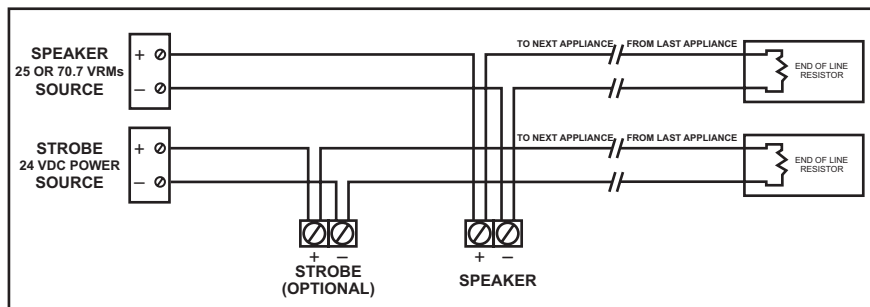 SPEAKER
25 OR 70.7 VRMs
SOURCE
+
–
TO NEXT APPLIANCE
FROM LAST APPLIANCE
END OF LINE
RESISTOR
STROBE
24 VDC POWER
SOURCE
+
–
TO NEXT APPLIANCE
FROM LAST APPLIANCE
END OF LINE
RESISTOR
+ –
STROBE
(OPTIONAL)
+ –
SPEAKER